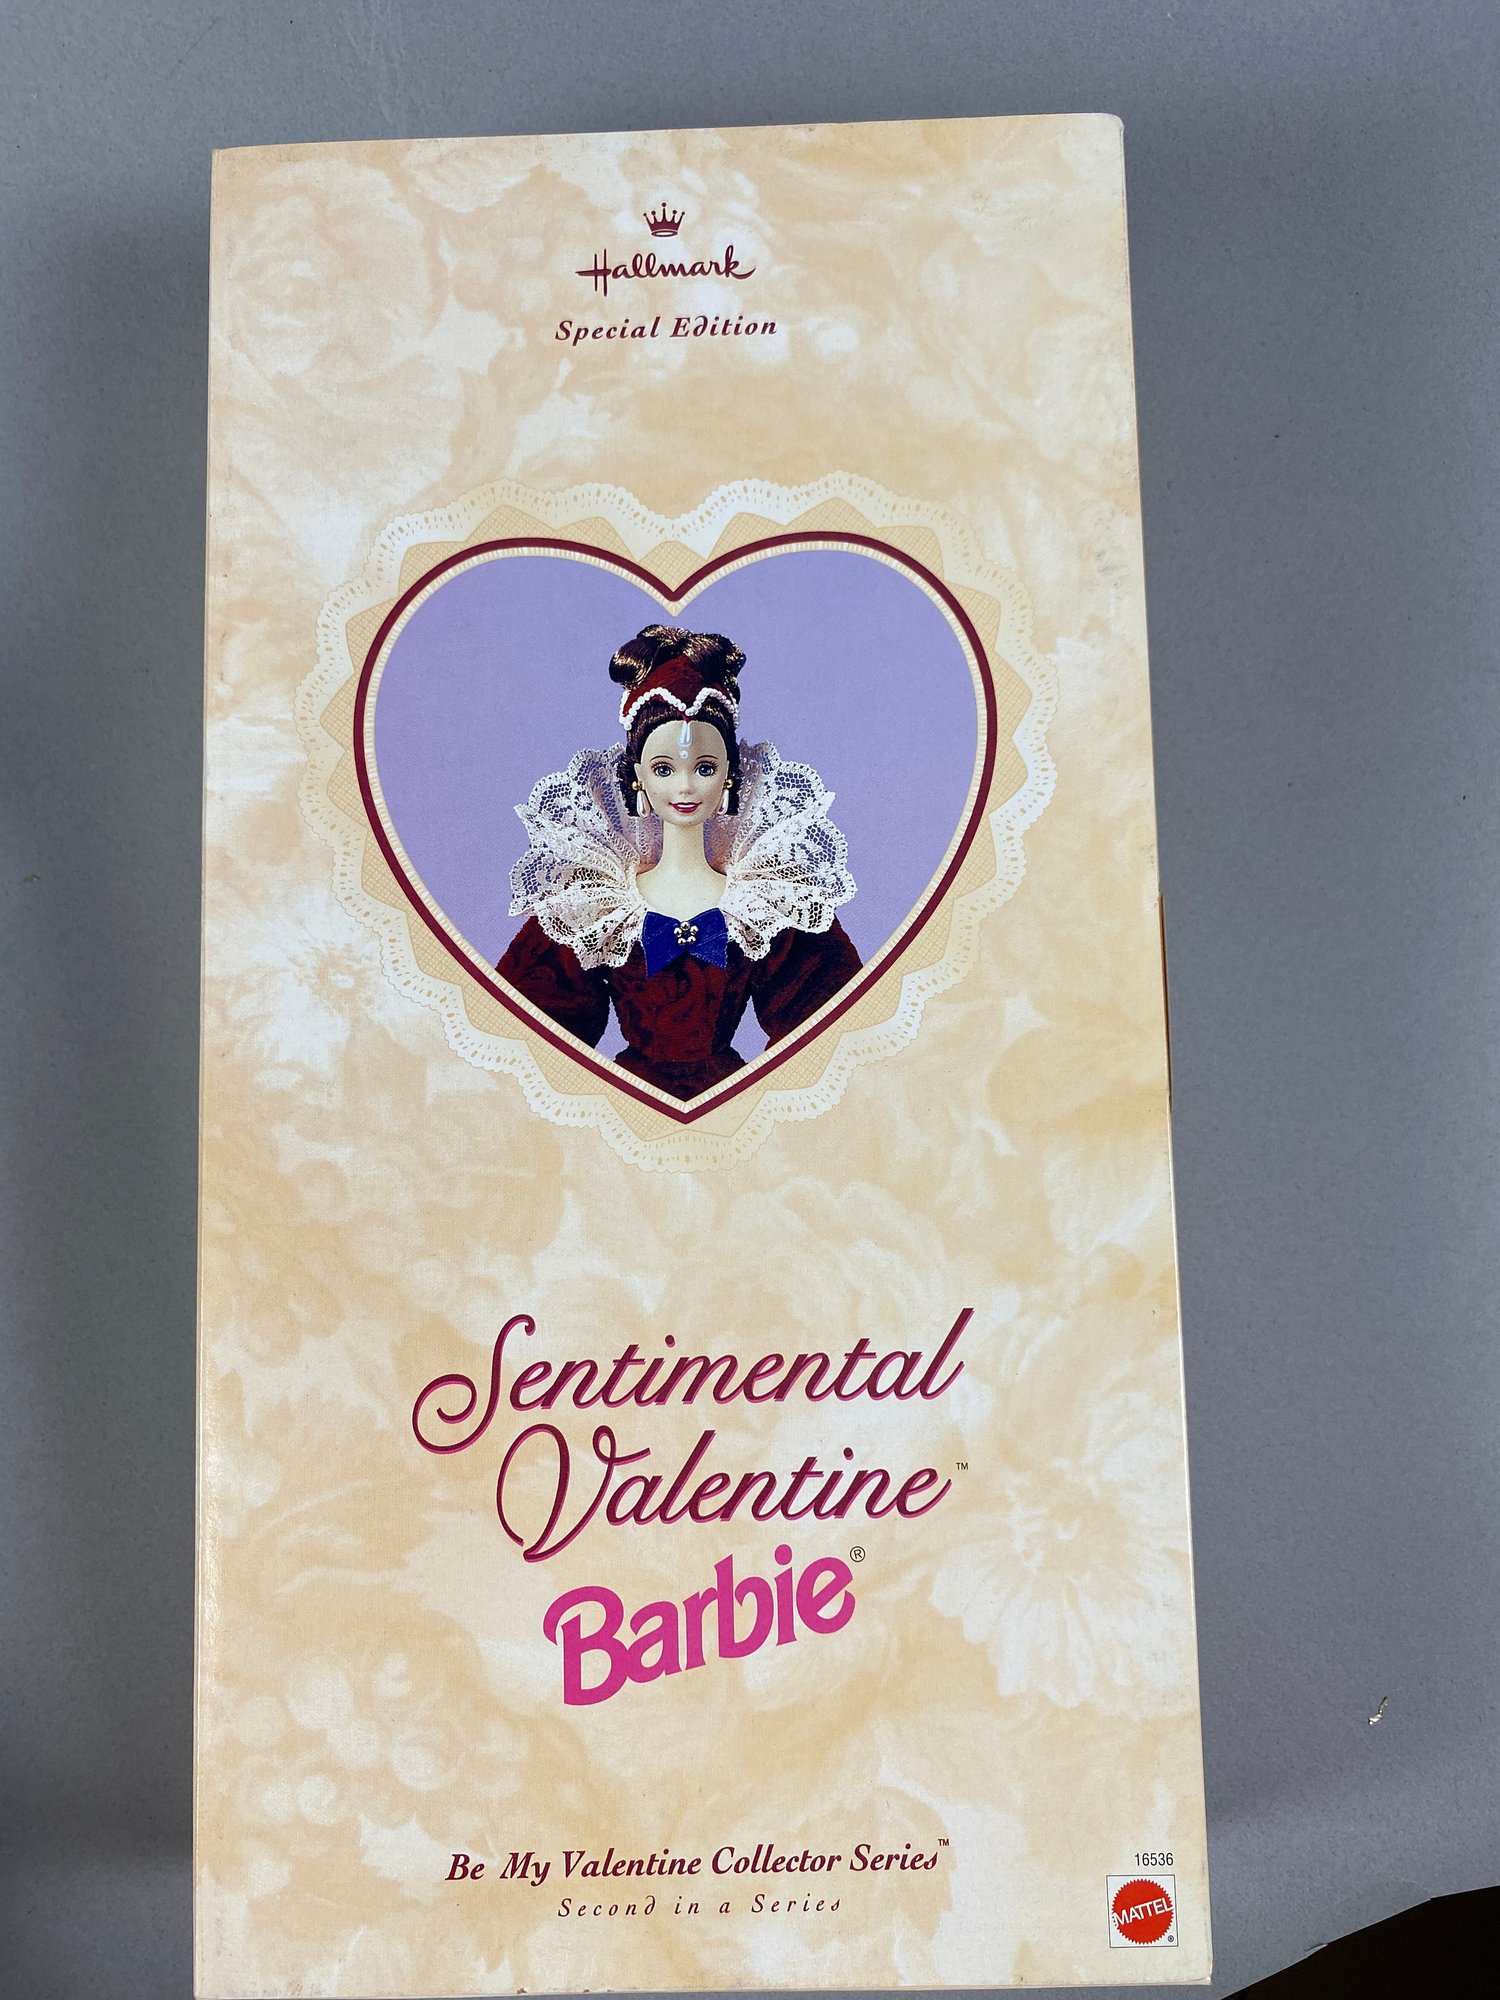 Hallmark
Special Edition
Sentimental
Valentine™
Barbie®
Be My Valentine Collector Series™
Second in a Series
16536
MATTEL®